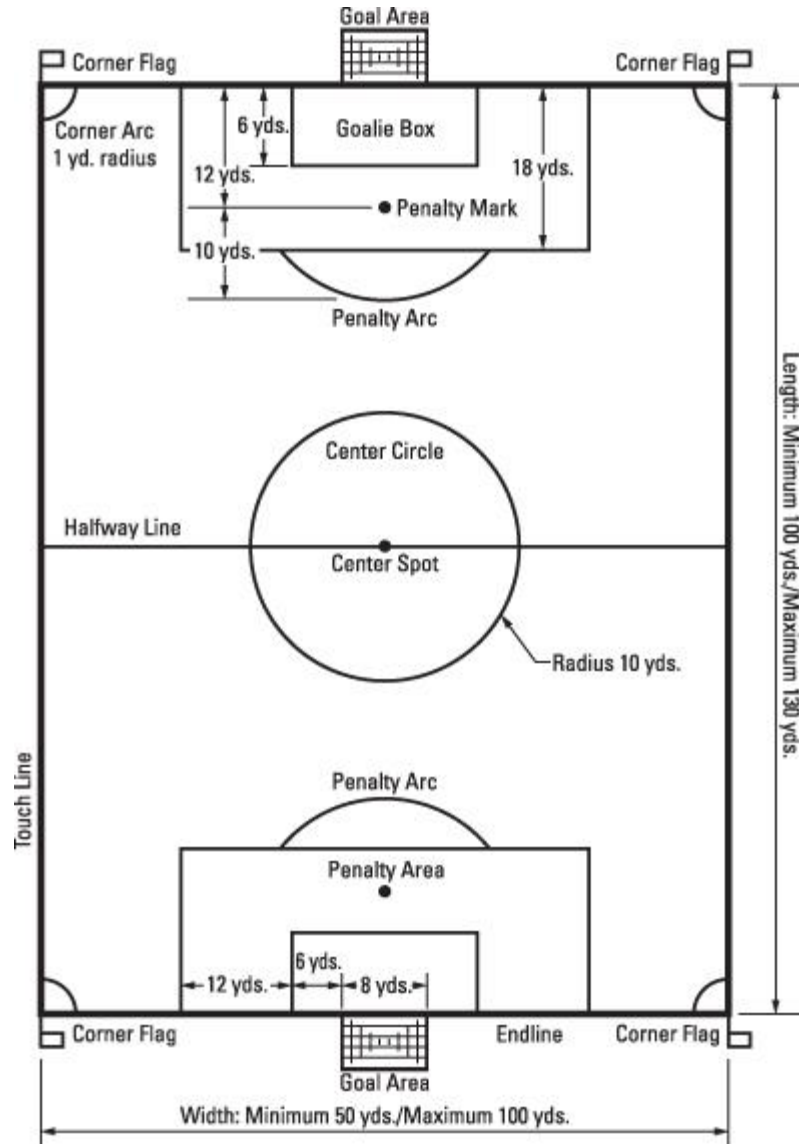 Goal Area
Corner Flag
Corner Flag
Corner Arc
1 yd. radius
6 yds.
Goalie Box
12 yds.
18 yds.
Penalty Mark
10 yds.
Penalty Arc
Center Circle
Halfway Line
Center Spot
Radius 10 yds.
Length: Minimum 100 yds./Maximum 130 yds.
Touch Line
Penalty Arc
Penalty Area
6 yds.
12 yds.
8 yds.
Corner Flag
Endline
Corner Flag
Goal Area
Width: Minimum 50 yds./Maximum 100 yds.